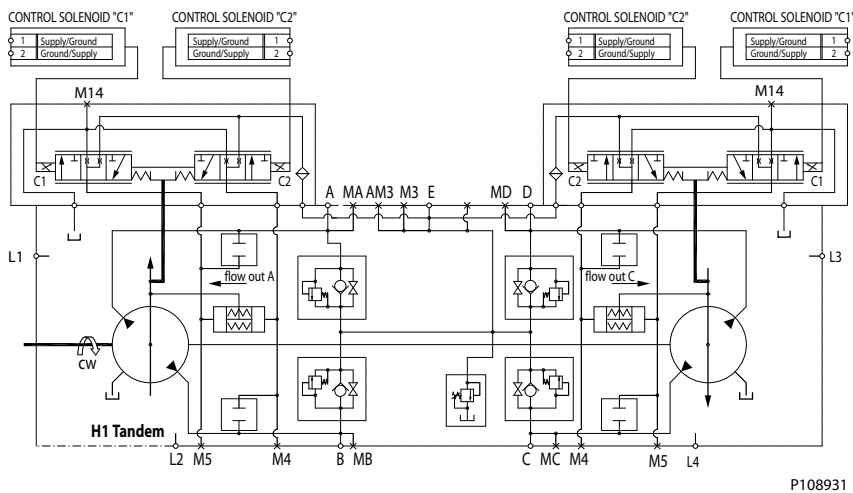 CONTROL SOLENOID "C1" CONTROL SOLENOID "C2" CONTROL SOLENOID "C2" CONTROL SOLENOID "C1"
1 Supply/Ground Supply/Ground 1 1 Supply/Ground Supply/Ground 1
2 Ground/Supply Ground/Supply 2 2 Ground/Supply Ground/Supply 2
M14 M14
C1 C2 C2 C1
A MA AM3 M3 E MD D
L1 L3
flow out A flow out C
CW
H1 Tandem
L2 M5 M4 B MB C MC M4 M5 L4
P108931